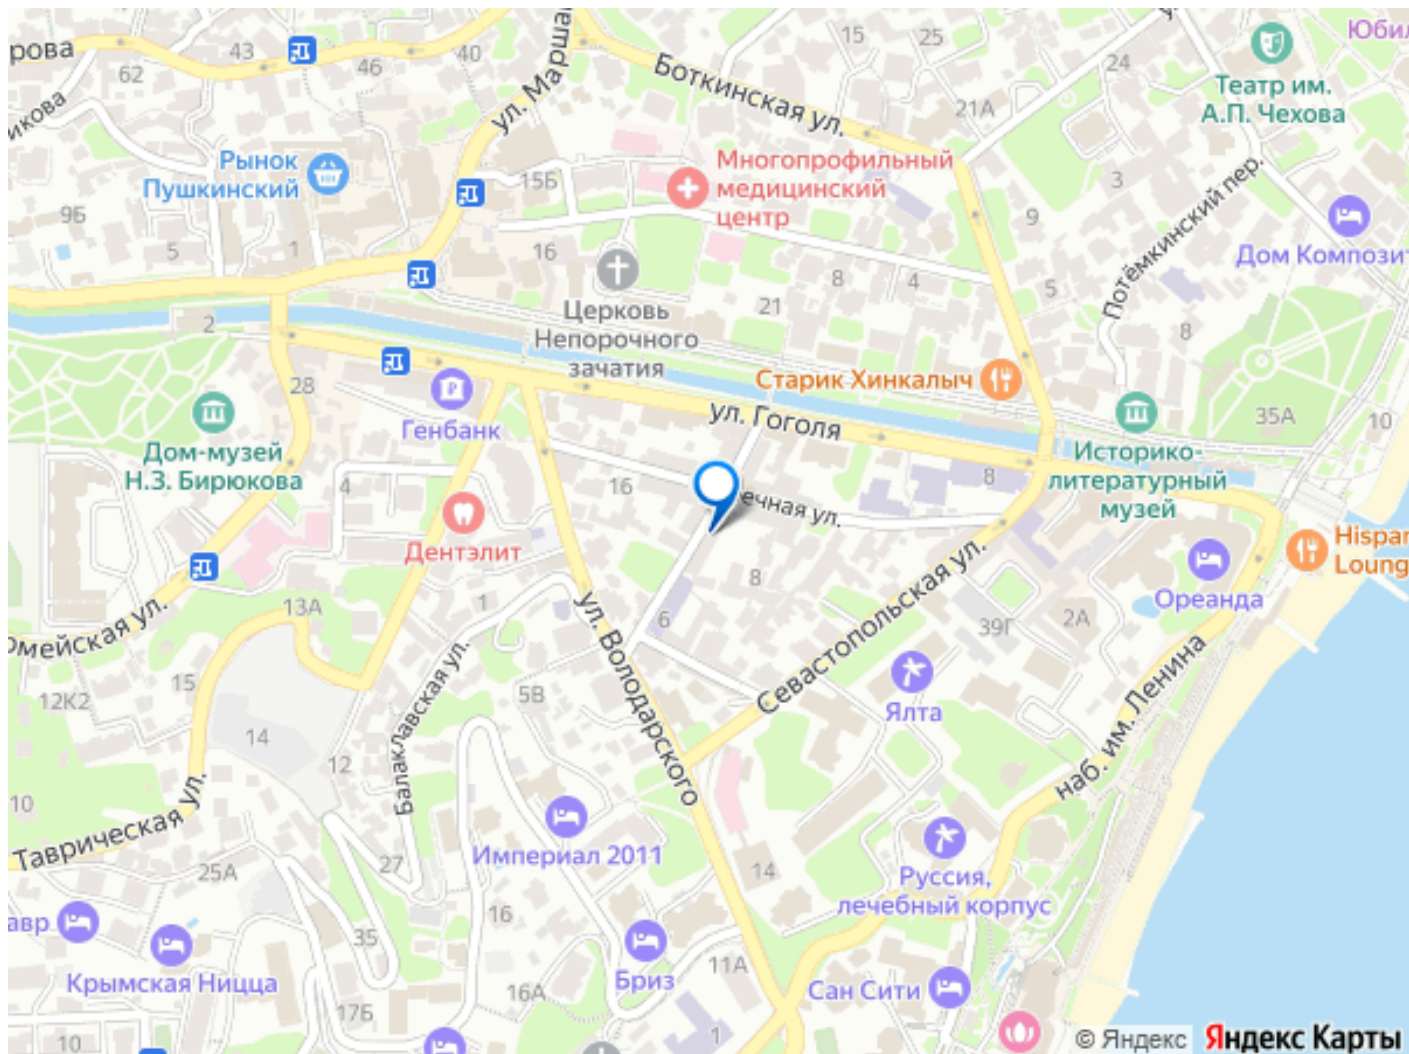 Юбил
15
25
43
40
рова
46
62
24
ул. Марша
Боткинская ул.
Театр им.
А.П. Чехова
21А
икова
Рынок
Пушкинский
15Б
Многопрофильный
медицинский
центр
3
Потёмкинский пер.
9Б
5
1
16
9
Дом Композит
8
4
5
21
Церковь
Непорочного
зачатия
2
8
28
Старик Хинкалыч
ул. Гоголя
35А
10
Генбанк
Дом-музей
Н.З. Бирюкова
Историко-
литературный
музей
4
16
8
ечная ул.
Дентэлит
Hispan
Loung
8
Ореанда
13А
1
6
2А
39Г
омейская ул.
ул. Володарского
Севастопольская ул.
15
12К2
5В
Ялта
наб. им. Ленина
Балаклавская ул.
14
12
10
Таврическая ул.
Империал 2011
27
25А
14
Руссия,
лечебный корпус
авр
16
35
11А
Крымская Ницца
Бриз
16А
Сан Сити
17Б
1
10
© Яндекс Яндекс Карты